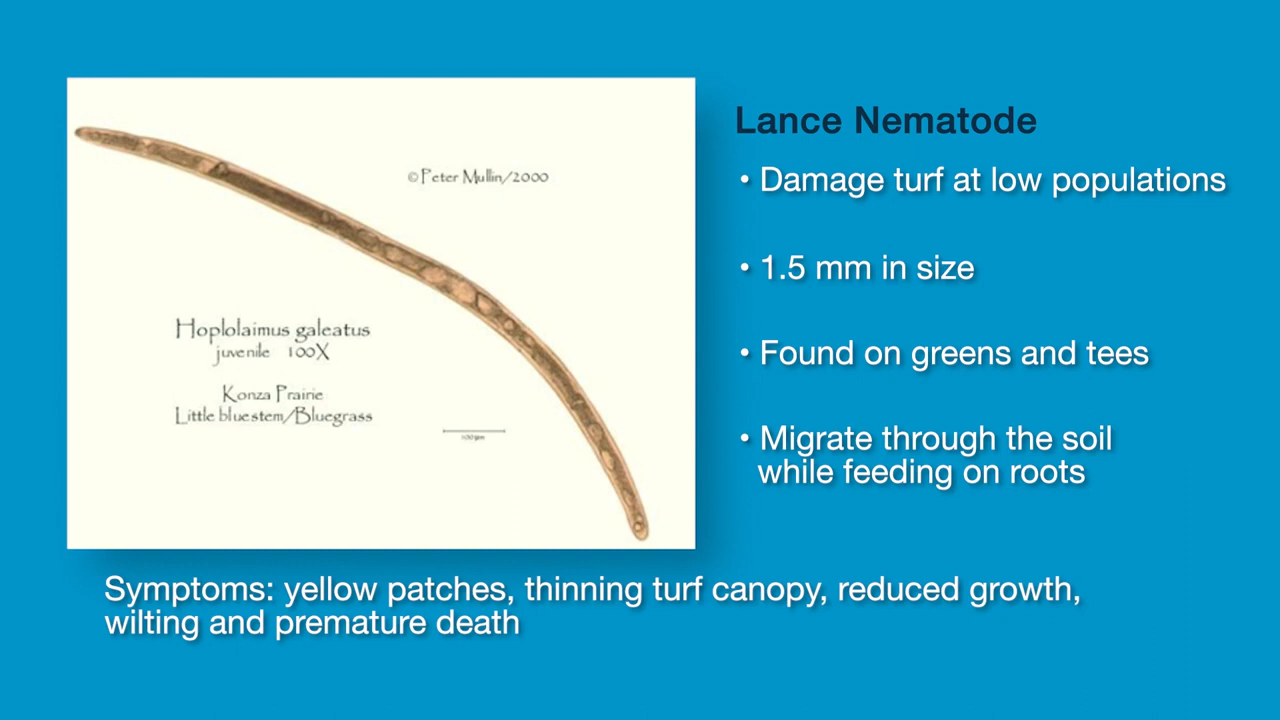 Lance Nematode
• Damage turf at low populations
• 1.5 mm in size
• Found on greens and tees
• Migrate through the soil
while feeding on roots
© Peter Mullin/2000
Hoplolaimus galeatus
juvenile 100X
Konza Prairie
Little bluestem/Bluegrass
100 µm
Symptoms: yellow patches, thinning turf canopy, reduced growth,
wilting and premature death